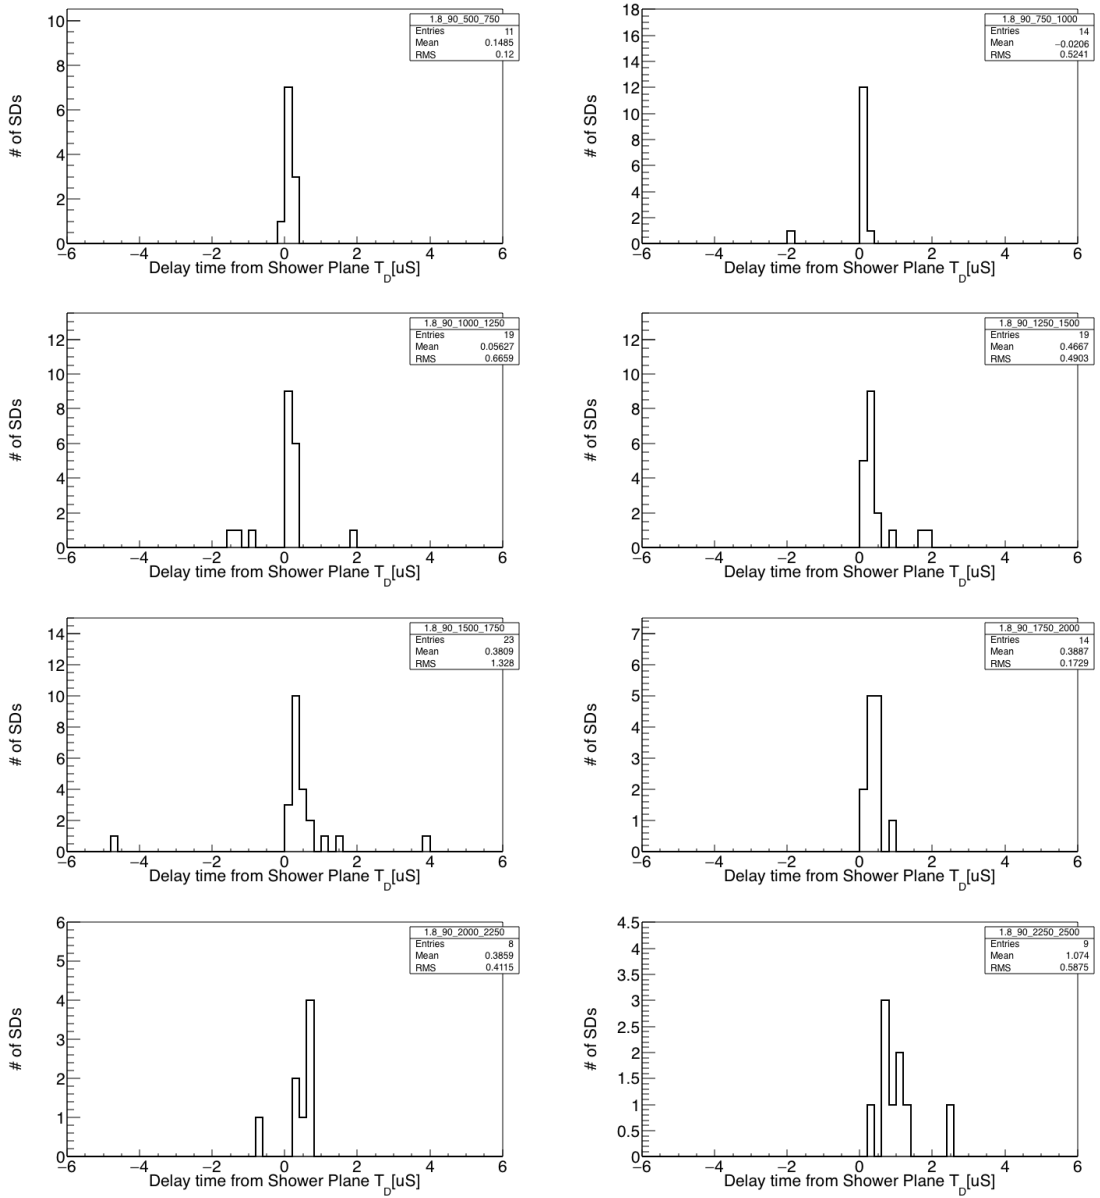 1.8_90_500_750
Entries 11
Mean 0.1485
RMS 0.12
# of SDs
10
8
6
4
2
0
−6 −4 −2 0 2 4 6
Delay time from Shower Plane T_D[uS]
1.8_90_750_1000
Entries 14
Mean −0.0206
RMS 0.5241
# of SDs
18
16
14
12
10
8
6
4
2
0
−6 −4 −2 0 2 4 6
Delay time from Shower Plane T_D[uS]
1.8_90_1000_1250
Entries 19
Mean 0.05627
RMS 0.6659
# of SDs
12
10
8
6
4
2
0
−6 −4 −2 0 2 4 6
Delay time from Shower Plane T_D[uS]
1.8_90_1250_1500
Entries 19
Mean 0.4667
RMS 0.4903
# of SDs
12
10
8
6
4
2
0
−6 −4 −2 0 2 4 6
Delay time from Shower Plane T_D[uS]
1.8_90_1500_1750
Entries 23
Mean 0.3809
RMS 1.328
# of SDs
14
12
10
8
6
4
2
0
−6 −4 −2 0 2 4 6
Delay time from Shower Plane T_D[uS]
1.8_90_1750_2000
Entries 14
Mean 0.3887
RMS 0.1729
# of SDs
7
6
5
4
3
2
1
0
−6 −4 −2 0 2 4 6
Delay time from Shower Plane T_D[uS]
1.8_90_2000_2250
Entries 8
Mean 0.3859
RMS 0.4115
# of SDs
6
5
4
3
2
1
0
−6 −4 −2 0 2 4 6
Delay time from Shower Plane T_D[uS]
1.8_90_2250_2500
Entries 9
Mean 1.074
RMS 0.5875
# of SDs
4.5
4
3.5
3
2.5
2
1.5
1
0.5
0
−6 −4 −2 0 2 4 6
Delay time from Shower Plane T_D[uS]